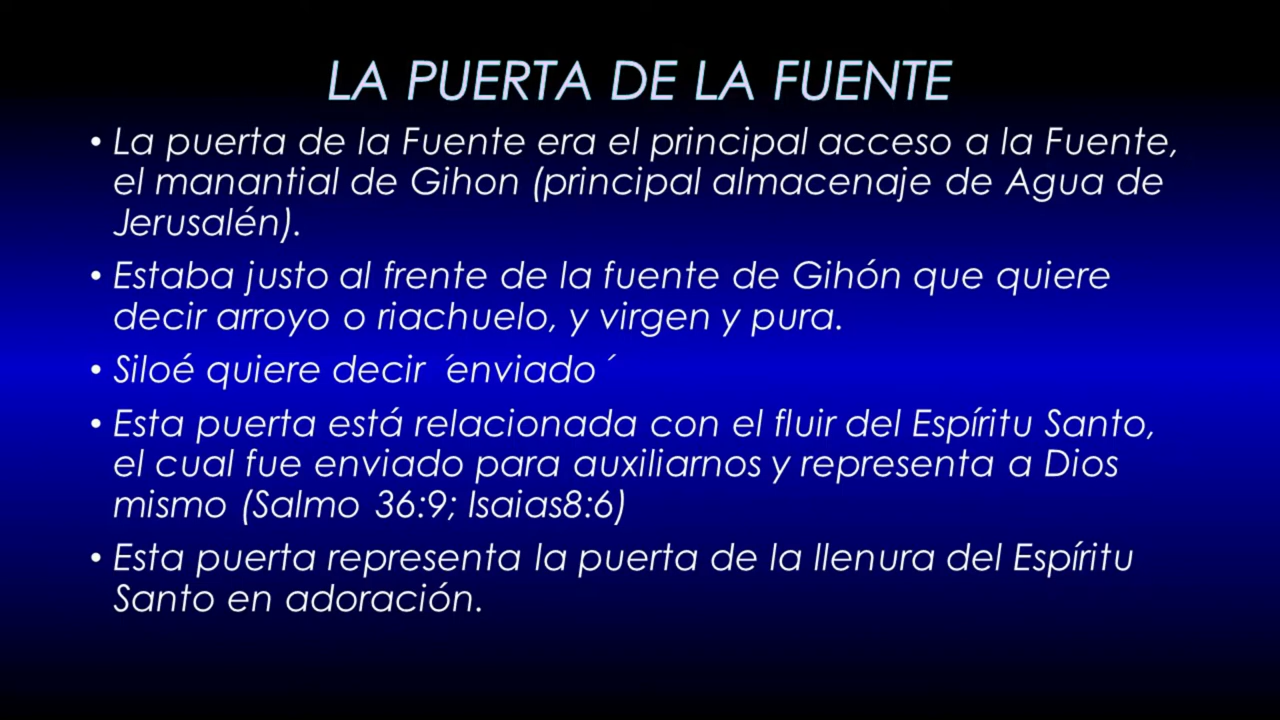 LA PUERTA DE LA FUENTE
• La puerta de la Fuente era el principal acceso a la Fuente,
el manantial de Gihon (principal almacenaje de Agua de
Jerusalén).
• Estaba justo al frente de la fuente de Gihón que quiere
decir arroyo o riachuelo, y virgen y pura.
• Siloé quiere decir ´enviado´
• Esta puerta está relacionada con el fluir del Espíritu Santo,
el cual fue enviado para auxiliarnos y representa a Dios
mismo (Salmo 36:9; Isaias8:6)
• Esta puerta representa la puerta de la llenura del Espíritu
Santo en adoración.